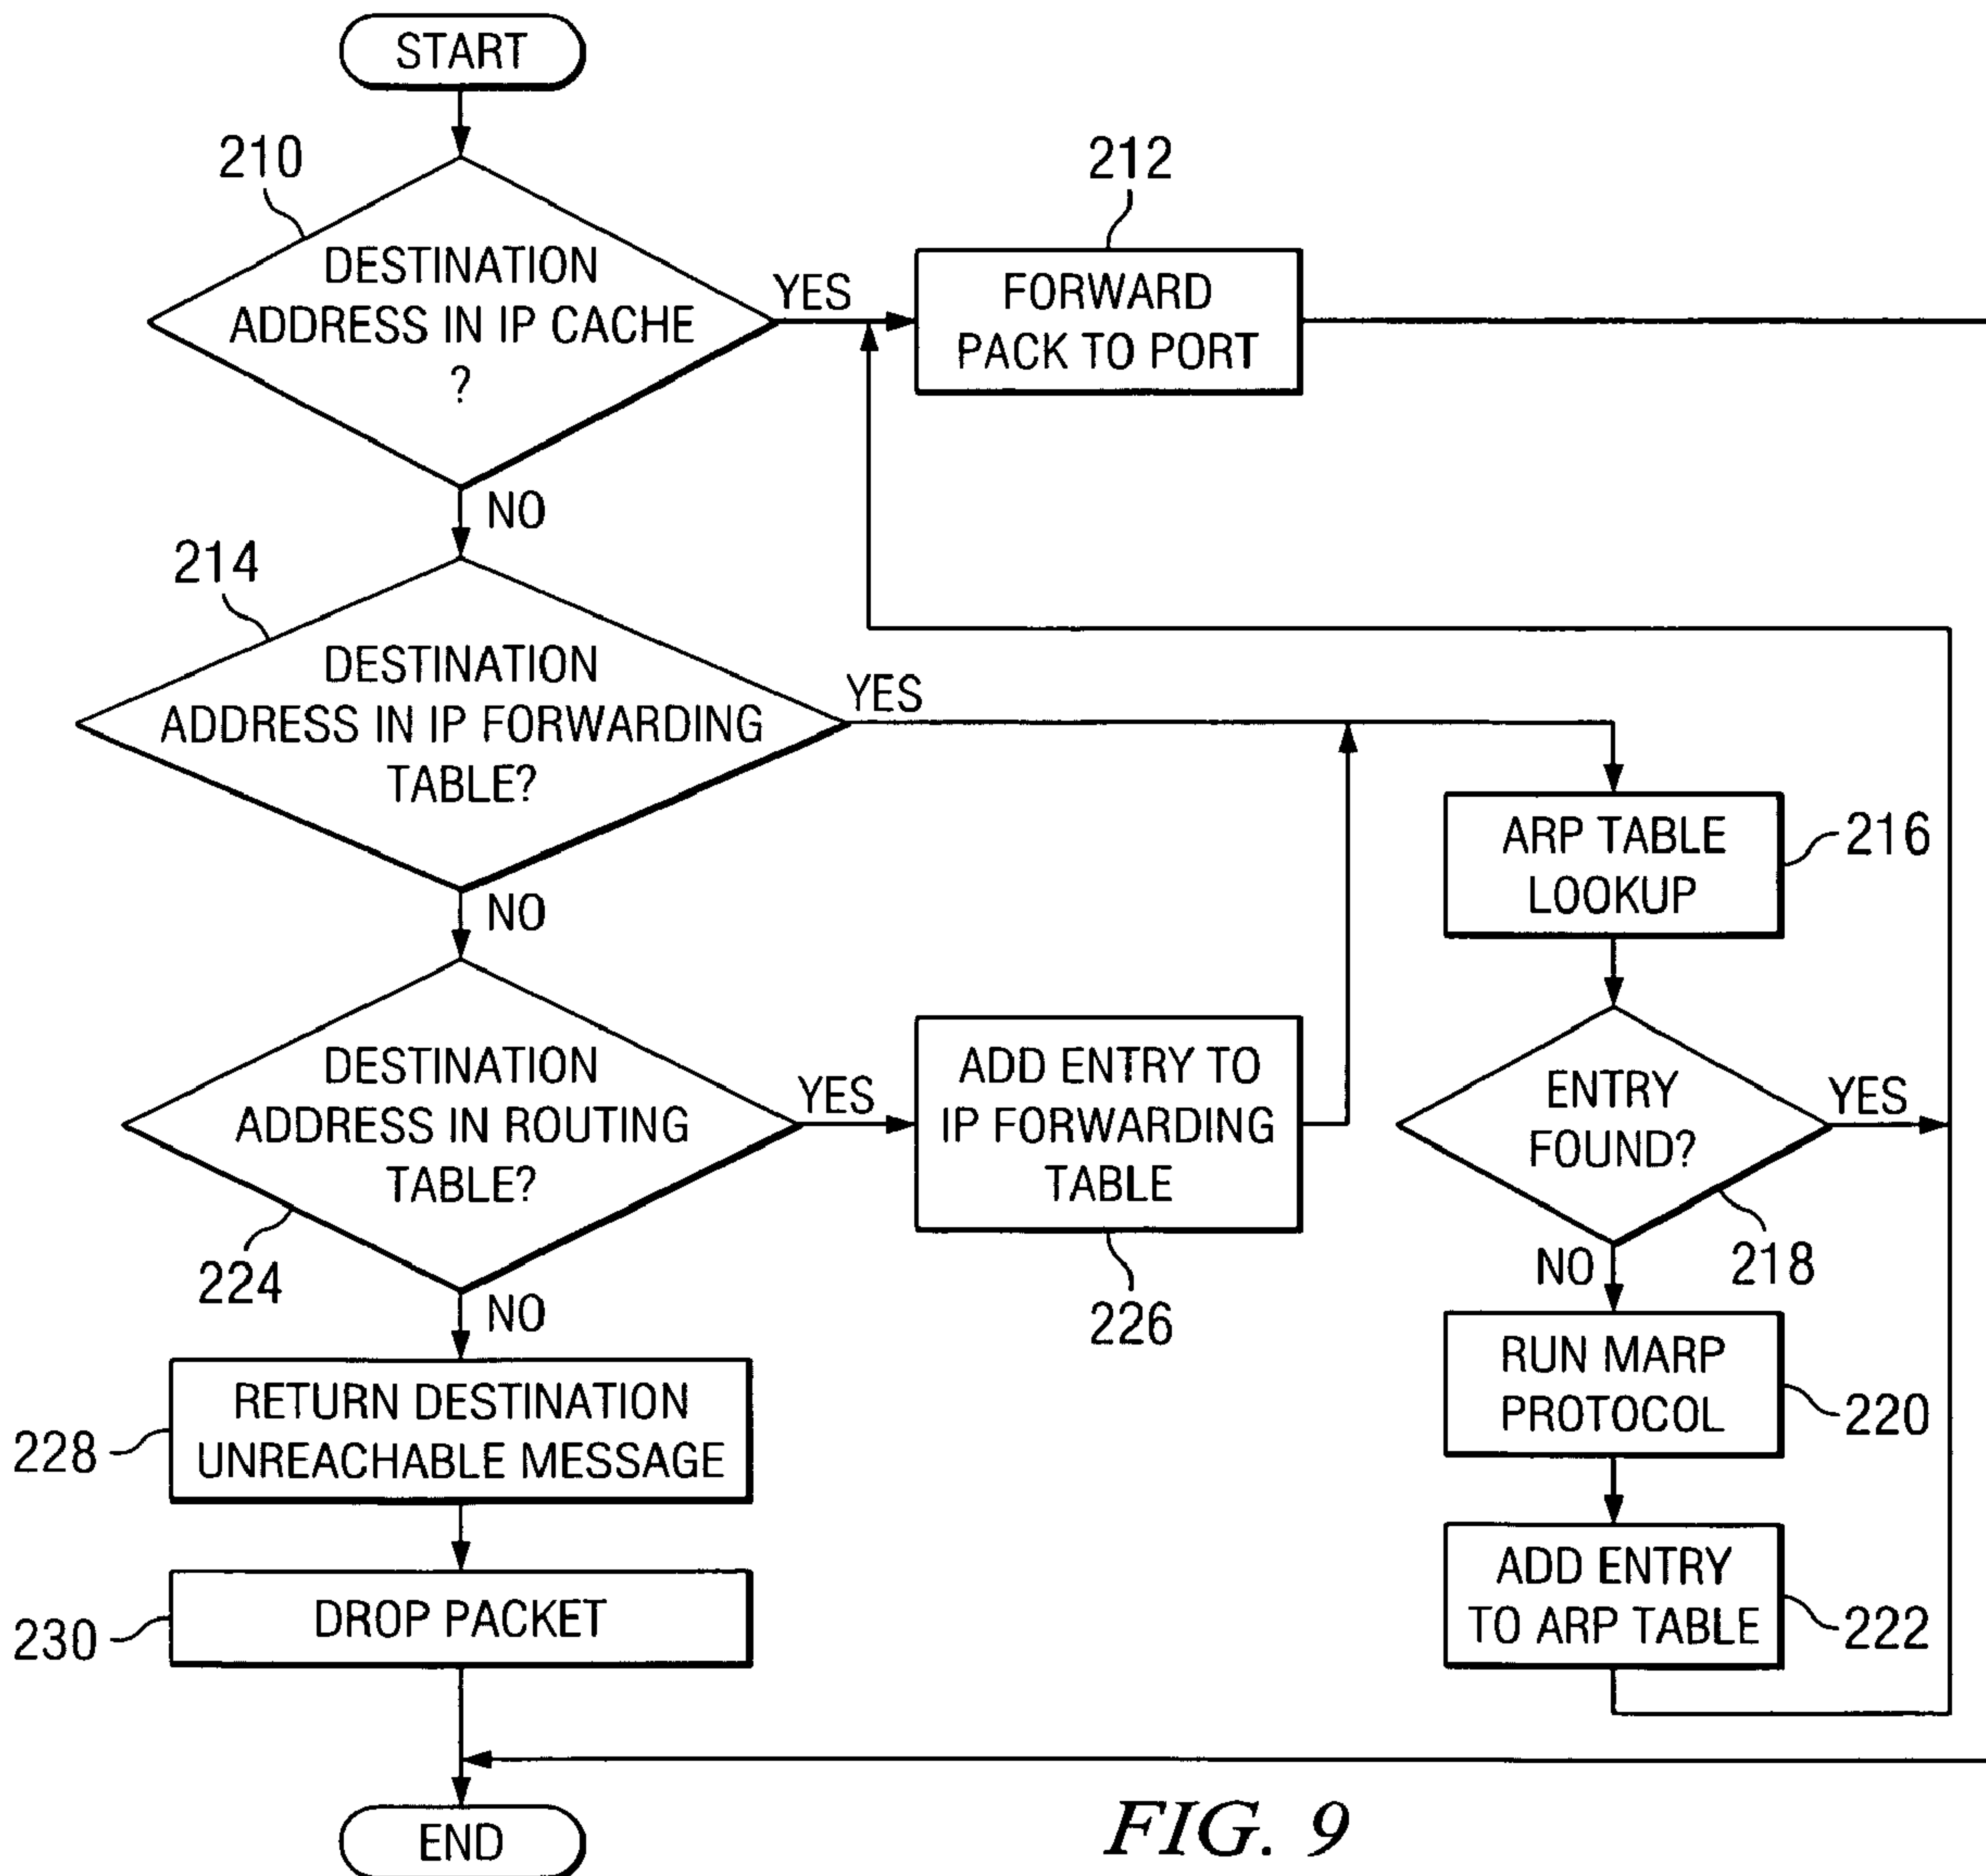 START
210
DESTINATION
ADDRESS IN IP CACHE
?
YES
212
FORWARD
PACK TO PORT
NO
214
DESTINATION
ADDRESS IN IP FORWARDING
TABLE?
YES
ARP TABLE
LOOKUP
216
NO
DESTINATION
ADDRESS IN ROUTING
TABLE?
224
YES
ADD ENTRY TO
IP FORWARDING
TABLE
226
ENTRY
FOUND?
YES
218
NO
NO
RUN MARP
PROTOCOL
220
RETURN DESTINATION
UNREACHABLE MESSAGE
228
ADD ENTRY
TO ARP TABLE
222
DROP PACKET
230
END
FIG. 9